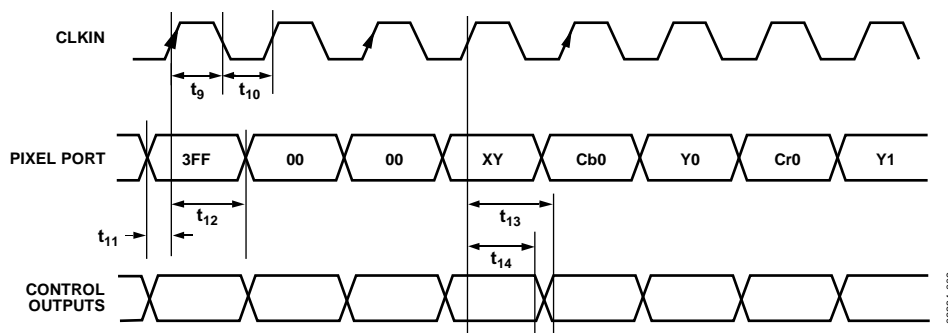 CLKIN
t9
t10
PIXEL PORT
3FF
00
00
XY
Cb0
Y0
Cr0
Y1
t12
t13
t11
t14
CONTROL
OUTPUTS